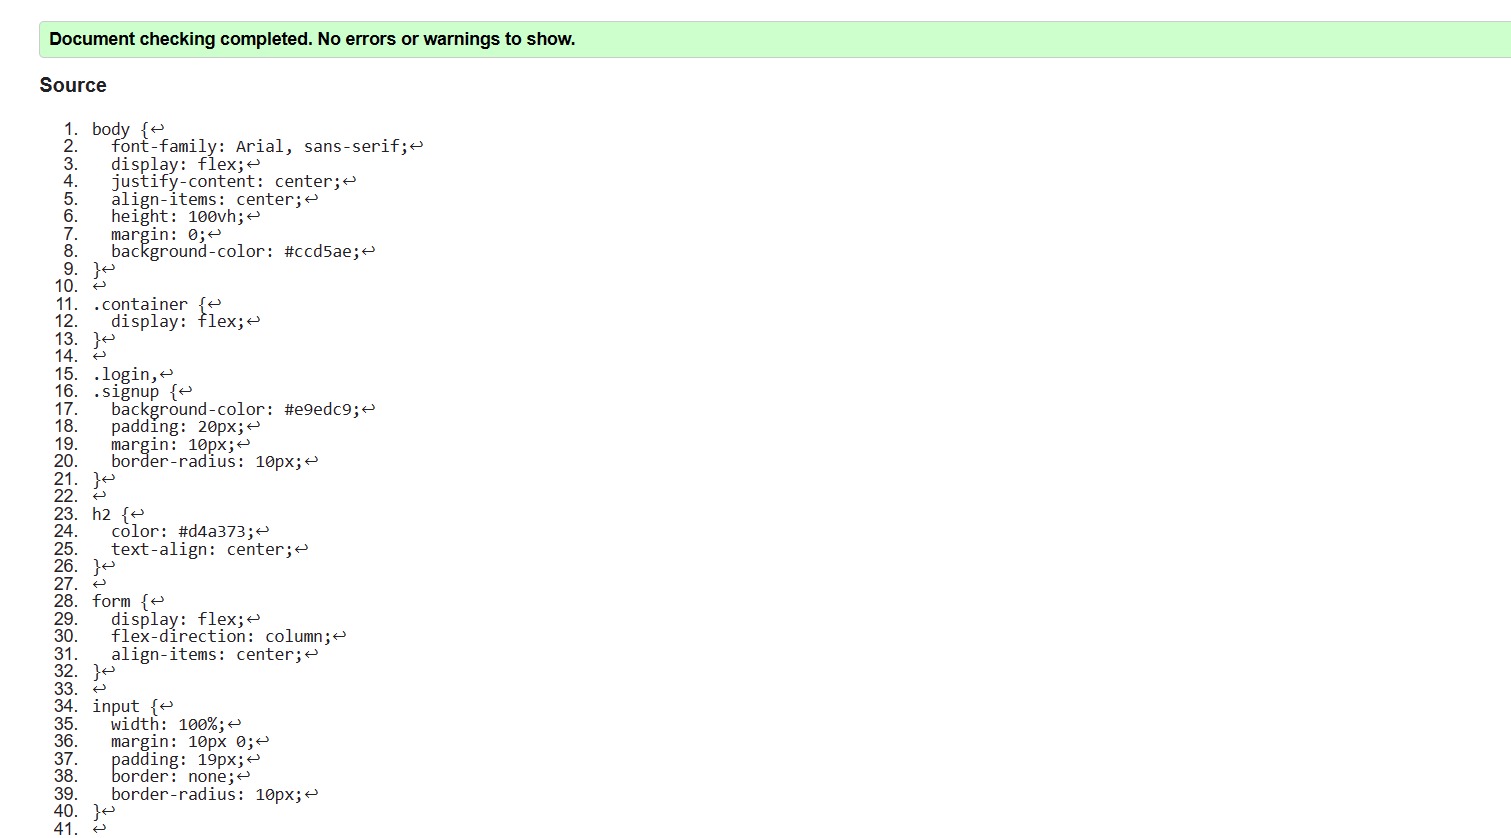 Document checking completed. No errors or warnings to show.
Source
1. body {↩
2.   font-family: Arial, sans-serif;↩
3.   display: flex;↩
4.   justify-content: center;↩
5.   align-items: center;↩
6.   height: 100vh;↩
7.   margin: 0;↩
8.   background-color: #ccd5ae;↩
9. }↩
10. ↩
11. .container {↩
12.   display: flex;↩
13. }↩
14. ↩
15. .login,↩
16. .signup {↩
17.   background-color: #e9edc9;↩
18.   padding: 20px;↩
19.   margin: 10px;↩
20.   border-radius: 10px;↩
21. }↩
22. ↩
23. h2 {↩
24.   color: #d4a373;↩
25.   text-align: center;↩
26. }↩
27. ↩
28. form {↩
29.   display: flex;↩
30.   flex-direction: column;↩
31.   align-items: center;↩
32. }↩
33. ↩
34. input {↩
35.   width: 100%;↩
36.   margin: 10px 0;↩
37.   padding: 19px;↩
38.   border: none;↩
39.   border-radius: 10px;↩
40. }↩
41. ↩